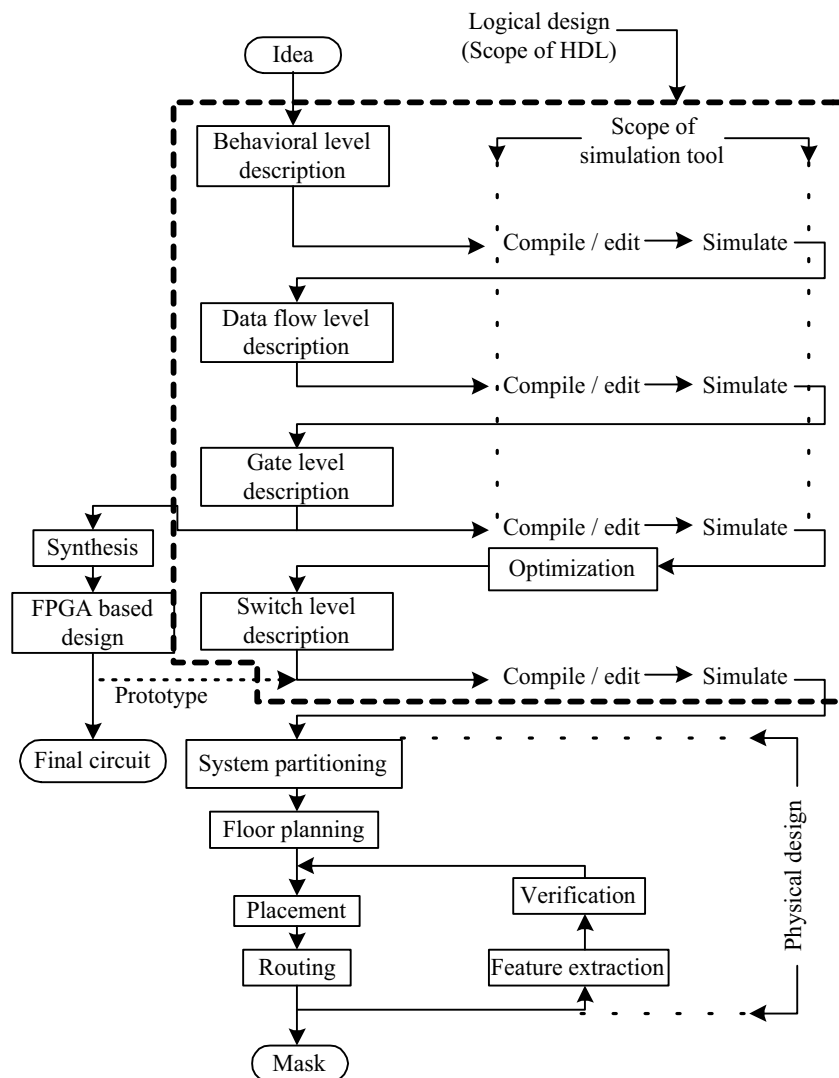 Logical design
(Scope of HDL)
Idea
Behavioral level
description
Scope of
simulation tool
Compile / edit
Simulate
Data flow level
description
Compile / edit
Simulate
Gate level
description
Compile / edit
Simulate
Synthesis
Optimization
FPGA based
design
Switch level
description
Compile / edit
Simulate
Prototype
Final circuit
System partitioning
Floor planning
Placement
Verification
Routing
Feature extraction
Physical design
Mask